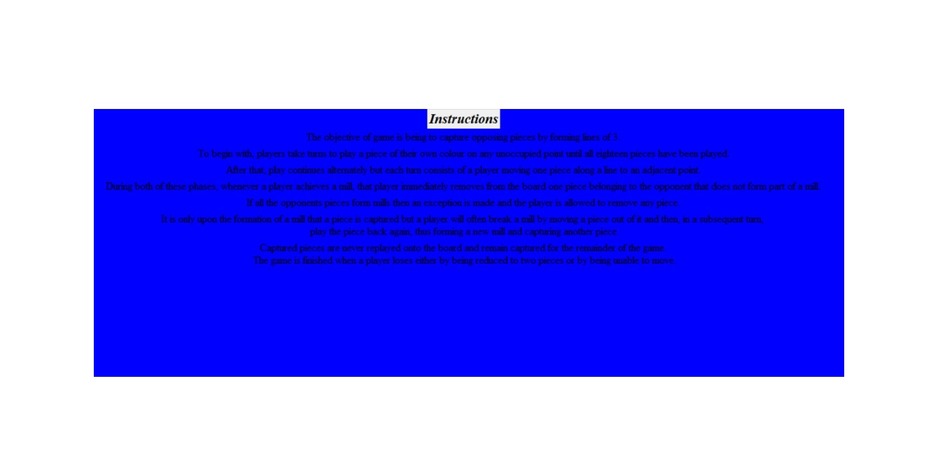 Instructions
The objective of game is being to capture opposing pieces by forming lines of 3
To begin with, players take turns to play a piece of their own colour on any unoccupied point until all eighteen pieces have been played.
After that, play continues alternately but each turn consists of a player moving one piece along a line to an adjacent point.
During both of these phases, whenever a player achieves a mill, that player immediately removes from the board one piece belonging to the opponent that does not form part of a mill.
If all the opponents pieces form mills then an exception is made and the player is allowed to remove any piece.
It is only upon the formation of a mill that a piece is captured but a player will often break a mill by moving a piece out of it and then, in a subsequent turn,
play the piece back again, thus forming a new mill and capturing another piece.
Captured pieces are never replayed onto the board and remain captured for the remainder of the game.
The game is finished when a player loses either by being reduced to two pieces or by being unable to move.